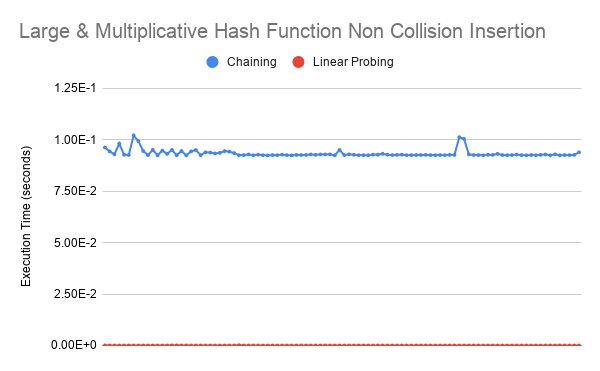 Large & Multiplicative Hash Function Non Collision Insertion
Chaining
Linear Probing
Execution Time (seconds)
1.25E-1
1.00E-1
7.50E-2
5.00E-2
2.50E-2
0.00E+0